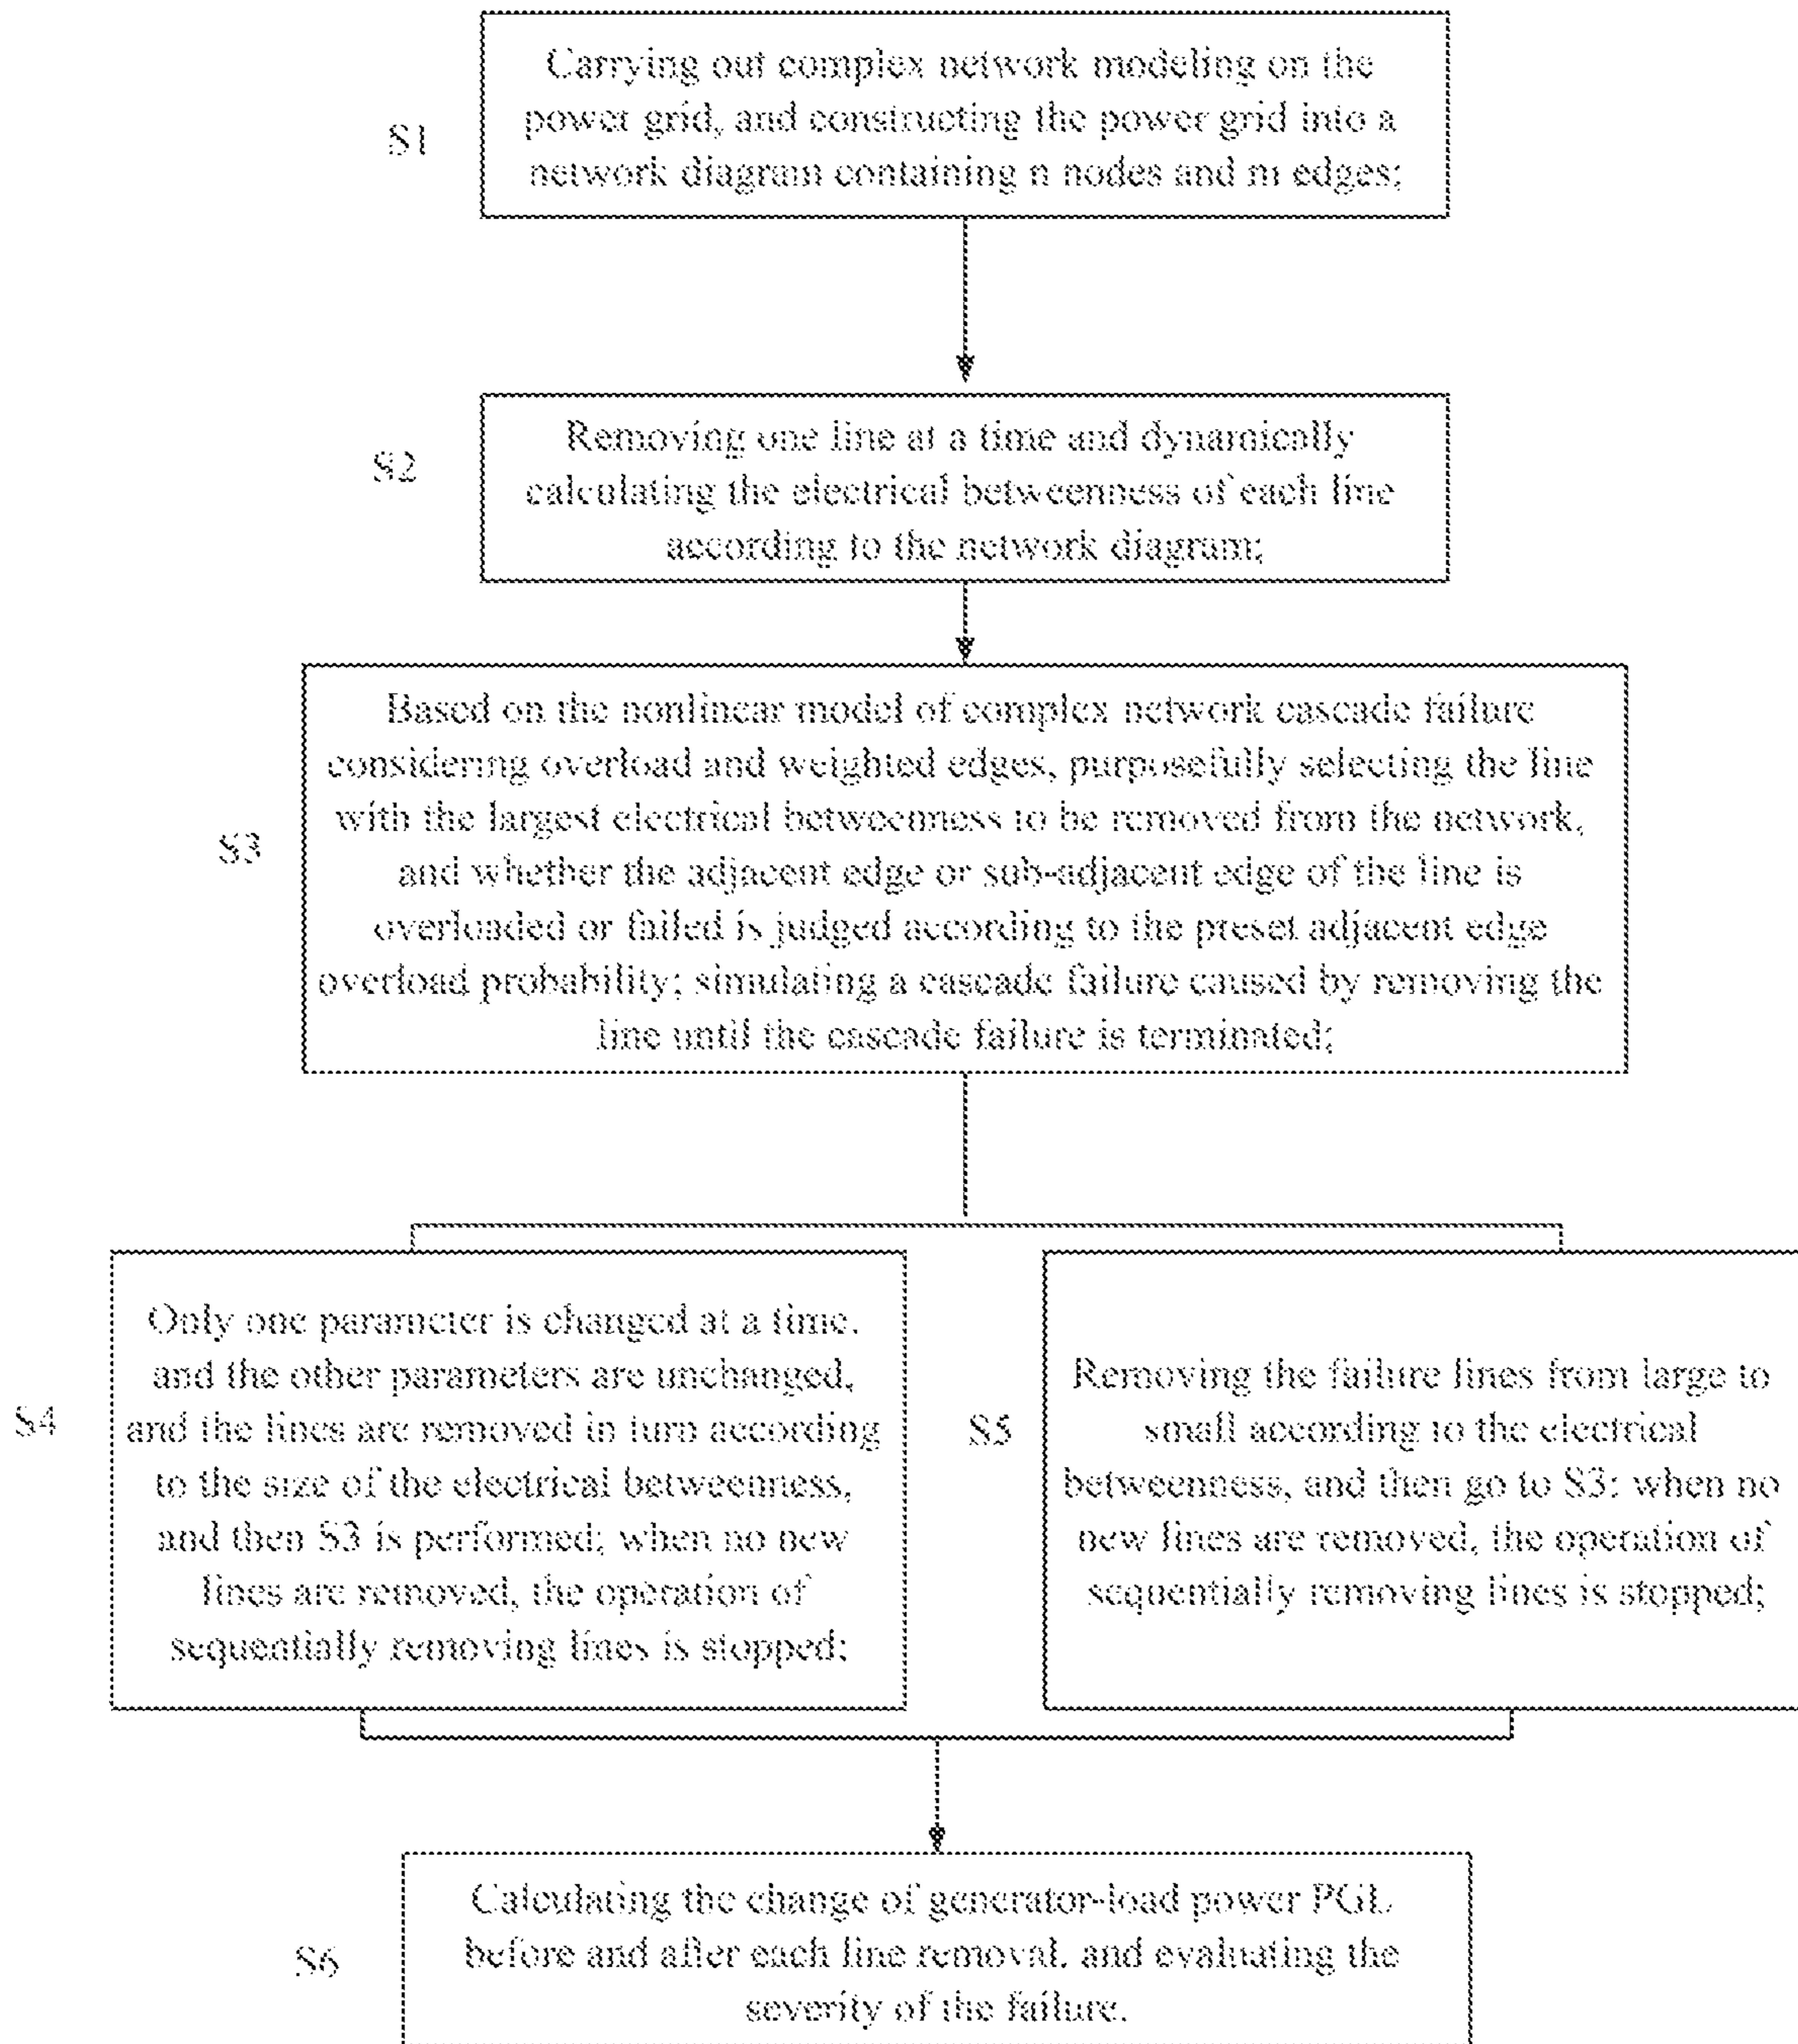 S1
Carrying out complex network modeling on the
power grid, and constructing the power grid into a
network diagram containing n nodes and m edges;
S2
Removing one line at a time and dynamically
calculating the electrical betweenness of each line
according to the network diagram;
S3
Based on the nonlinear model of complex network cascade failure
considering overload and weighted edges, purposefully selecting the line
with the largest electrical betweenness to be removed from the network,
and whether the adjacent edge or sub-adjacent edge of the line is
overloaded or failed is judged according to the preset adjacent edge
overload probability; simulating a cascade failure caused by removing the
line until the cascade failure is terminated;
S4
Only one parameter is changed at a time,
and the other parameters are unchanged,
and the lines are removed in turn according
to the size of the electrical betweenness,
and then S3 is performed; when no new
lines are removed, the operation of
sequentially removing lines is stopped;
S5
Removing the failure lines from large to
small according to the electrical
betweenness, and then go to S3; when no
new lines are removed, the operation of
sequentially removing lines is stopped;
S6
Calculating the change of generator-load power PGL
before and after each line removal, and evaluating the
severity of the failure.